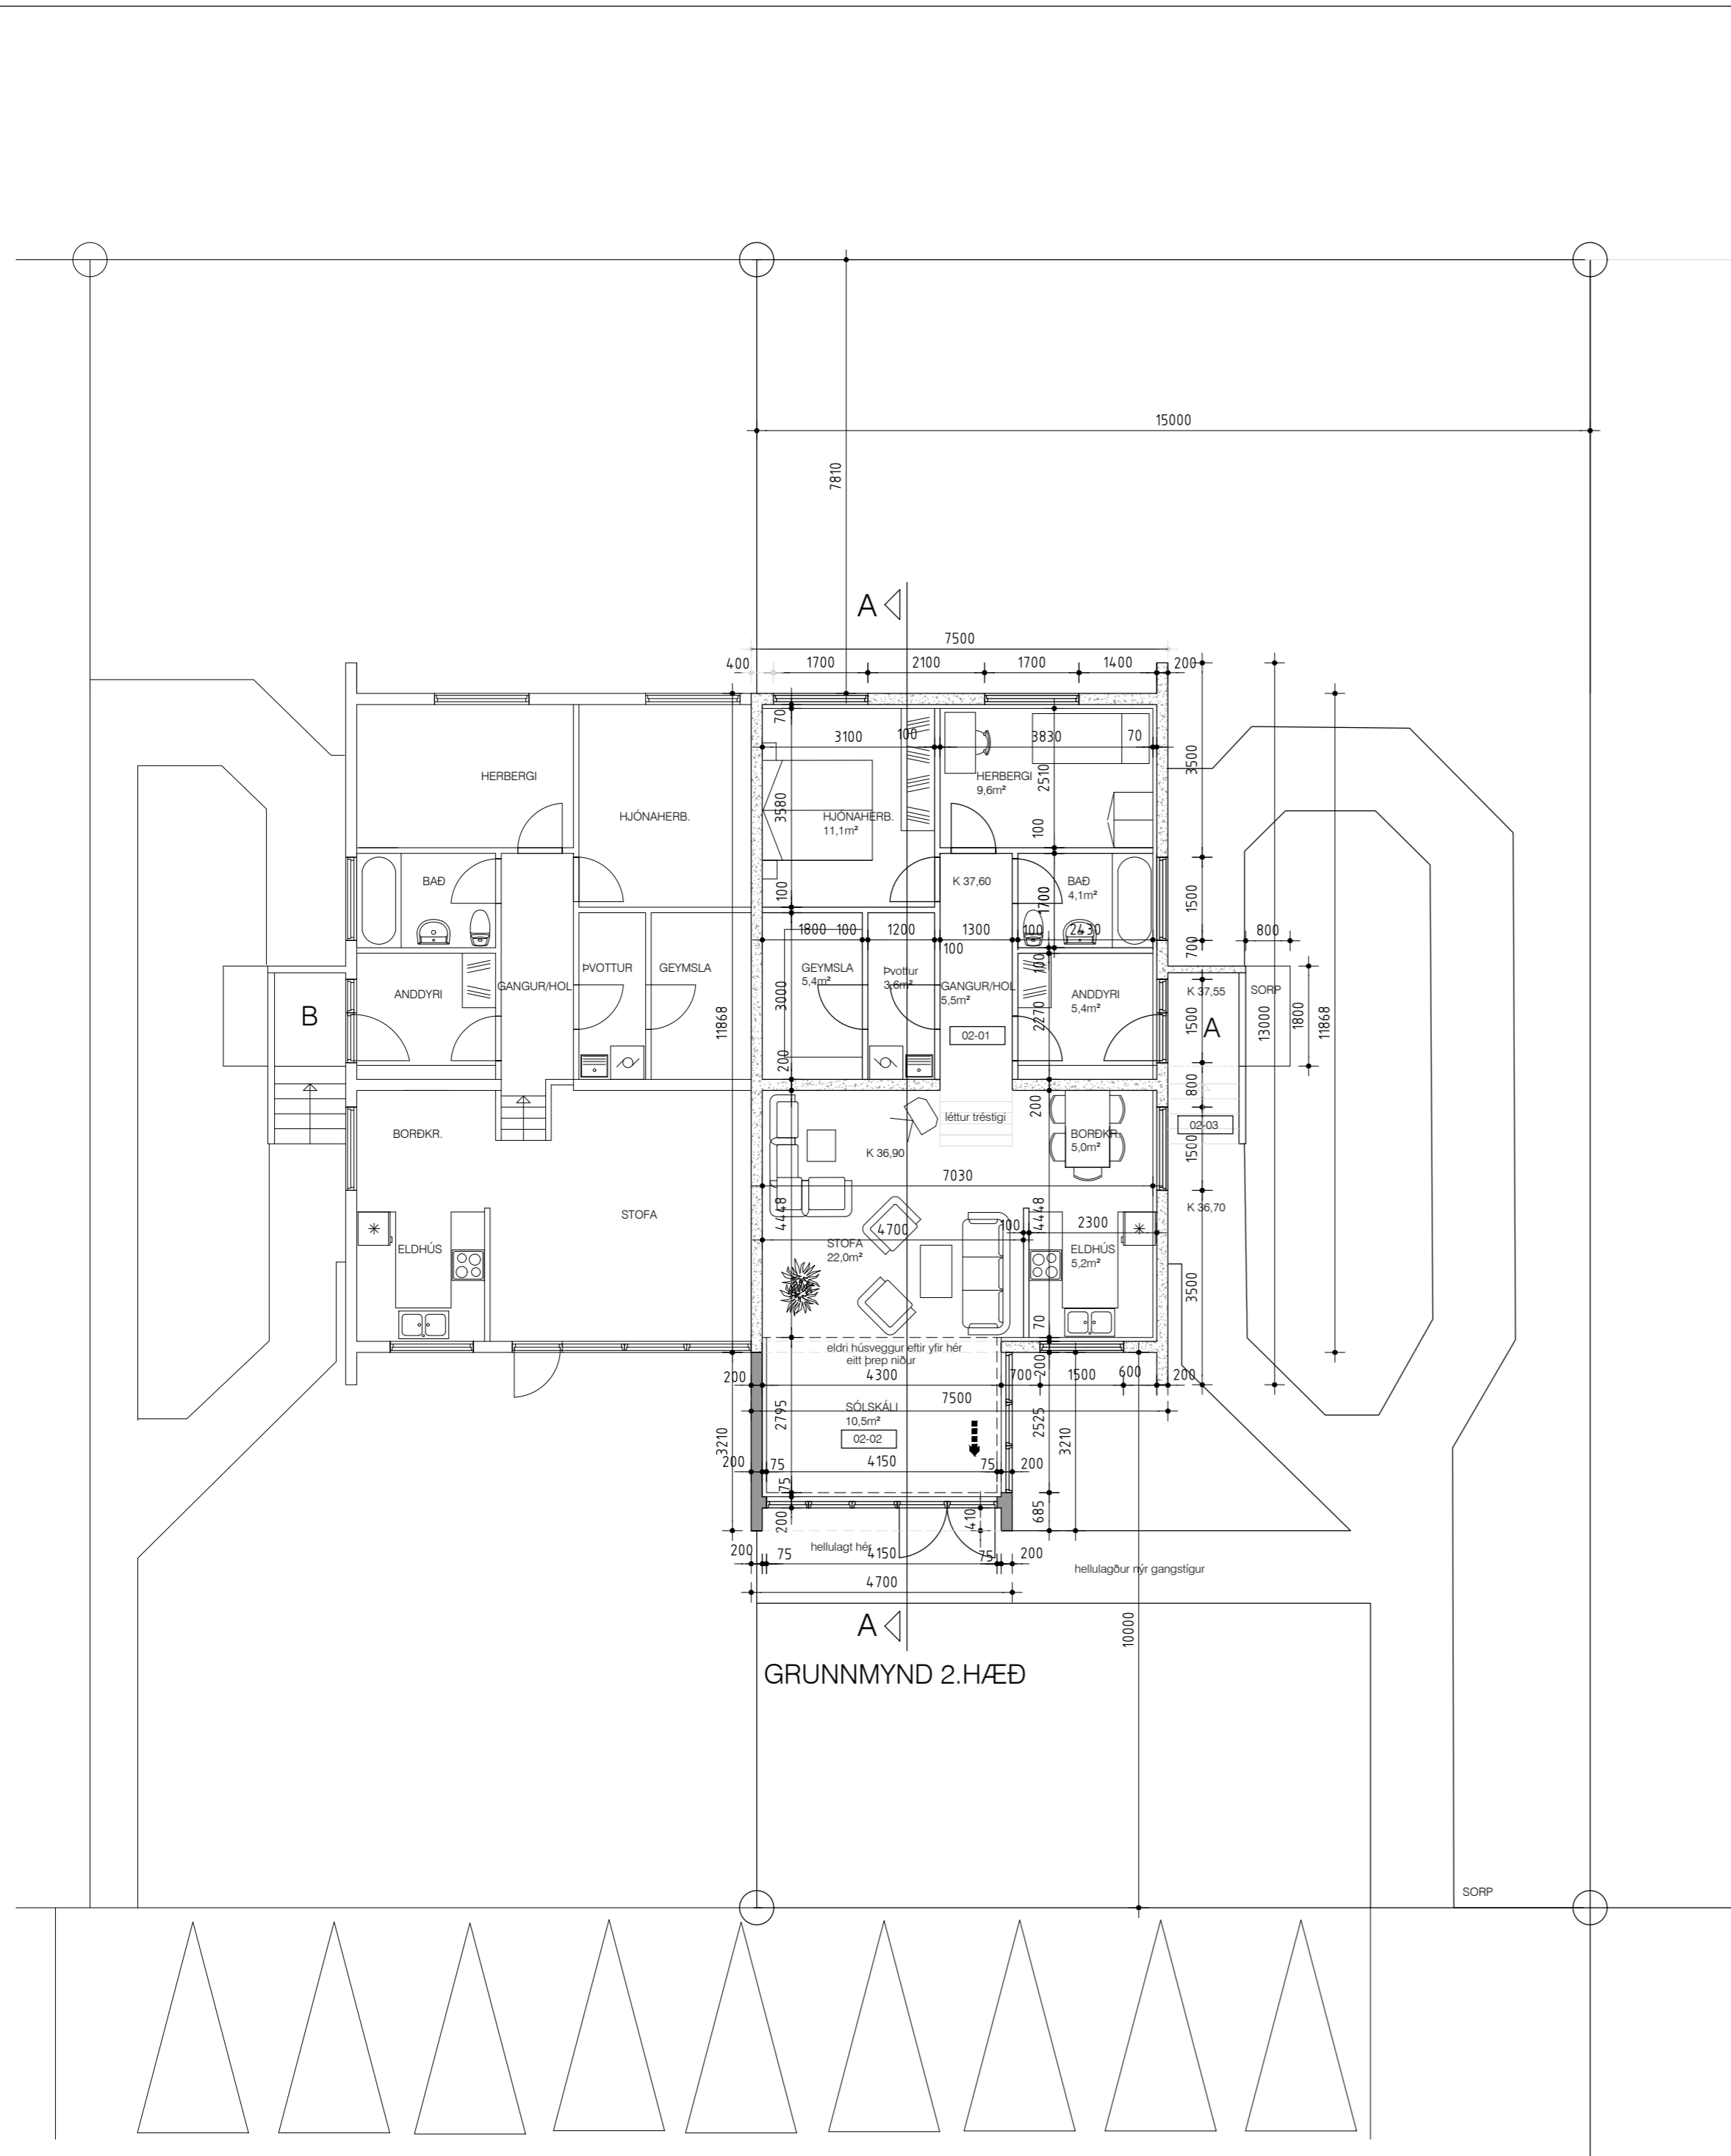 15000
7810
A
7500
400
1700
2100
1700
1400
200
70
3100
100
3830
70
3500
HERBERGI
HERBERGI
9,6m²
2510
3580
HJÓNAHERB.
HJÓNAHERB.
11,1m²
100
BAÐ
K 37,60
BAÐ
4,1m²
100
1700
1500
1800
100
1200
1300
100
2430
800
100
700
100
ÞVOTTUR
GEYMSLA
GEYMSLA
5,4m²
Þvottur
3,6m²
GANGUR/HOL
GANGUR/HOL
5,5m²
ANDDYRI
ANDDYRI
5,4m²
K 37,55
SORP
3000
2270
1500
B
A
11868
02-01
13000
1800
11868
200
800
200
léttur tréstigi
02-03
BORÐKR.
BORÐKR.
5,0m²
K 36,90
1500
7030
K 36,70
STOFA
4448
4448
4700
100
2300
STOFA
22,0m²
ELDHÚS
ELDHÚS
5,2m²
3500
70
eldri húsveggur eftir yfir hér
eitt þrep niður
200
200
4300
700
1500
600
200
7500
SÓLSKÁLI
10,5m²
02-02
2795
2525
3210
3210
200
75
4150
75
200
75
200
410
685
hellulagt hér
200
75
4150
75
200
hellulagður nýr gangstígur
4700
A
10000
GRUNNMYND 2.HÆÐ
SORP